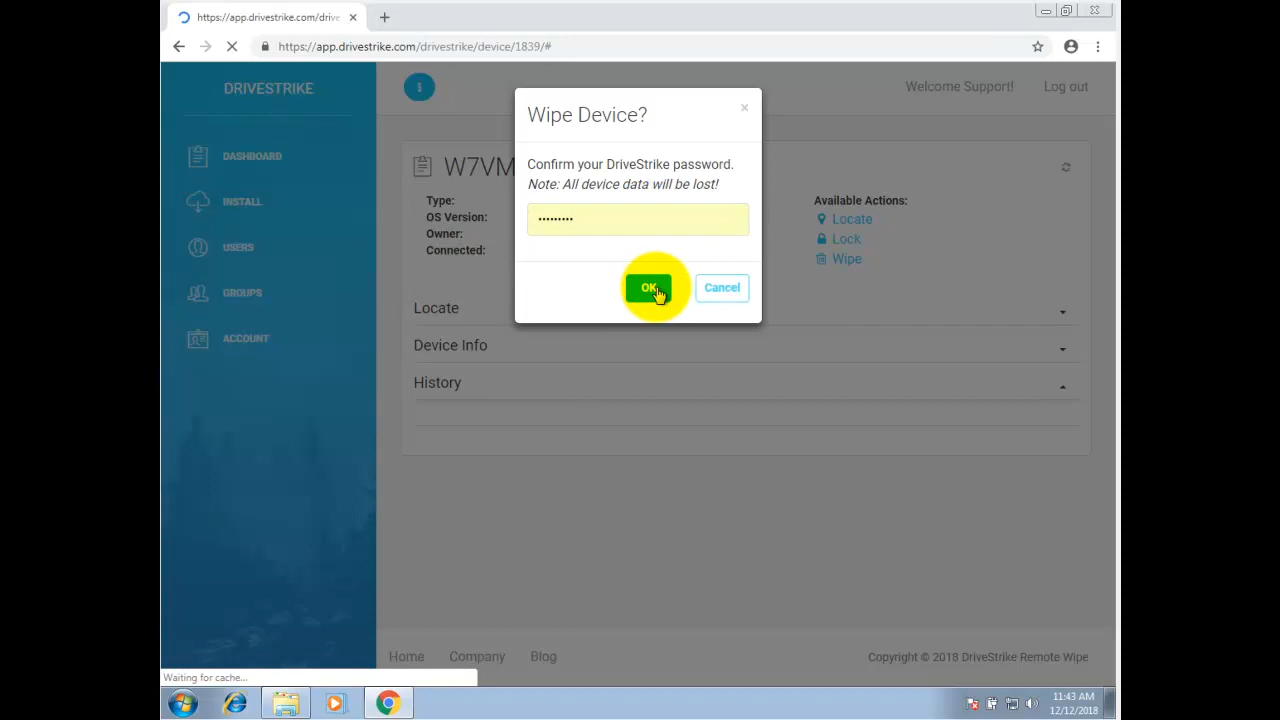 https://app.drivestrike.com/drive
https://app.drivestrike.com/drivestrike/device/1839/#
DRIVESTRIKE
Welcome Support!
Log out
Wipe Device?
×
Confirm your DriveStrike password.
Note: All device data will be lost!
•••••••••
OK
Cancel
DASHBOARD
INSTALL
USERS
GROUPS
ACCOUNT
W7VM
Type:
OS Version:
Owner:
Connected:
Available Actions:
Locate
Lock
Wipe
Locate
Device Info
History
Home
Company
Blog
Copyright © 2018 DriveStrike Remote Wipe
Waiting for cache...
11:43 AM
12/12/2018